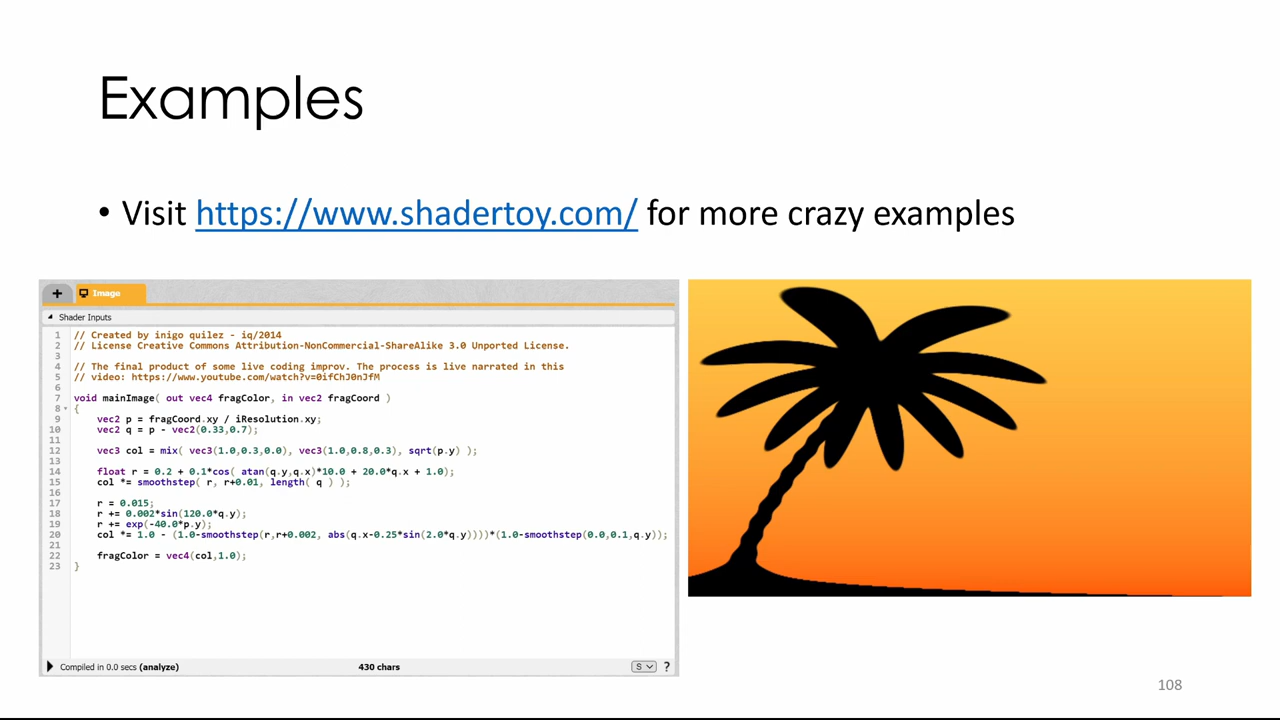 Examples
• Visit https://www.shadertoy.com/ for more crazy examples
+ Image
Shader Inputs
1 // Created by inigo quilez - iq/2014
2 // License Creative Commons Attribution-NonCommercial-ShareAlike 3.0 Unported License.
3
4 // The final product of some live coding improv. The process is live narrated in this
5 // video: https://www.youtube.com/watch?v=0ifChJ0nJfM
6
7 void mainImage( out vec4 fragColor, in vec2 fragCoord )
8 {
9 vec2 p = fragCoord.xy / iResolution.xy;
10 vec2 q = p - vec2(0.33,0.7);
11
12 vec3 col = mix( vec3(1.0,0.3,0.0), vec3(1.0,0.8,0.3), sqrt(p.y) );
13
14 float r = 0.2 + 0.1*cos( atan(q.y,q.x)*10.0 + 20.0*q.x + 1.0);
15 col *= smoothstep( r, r+0.01, length( q ) );
16
17 r = 0.015;
18 r += 0.002*sin(120.0*q.y);
19 r += exp(-40.0*p.y);
20 col *= 1.0 - (1.0-smoothstep(r,r+0.002, abs(q.x-0.25*sin(2.0*q.y))))*(1.0-smoothstep(0.0,0.1,q.y));
21
22 fragColor = vec4(col,1.0);
23 }
Compiled in 0.0 secs (analyze) 430 chars S ?
108